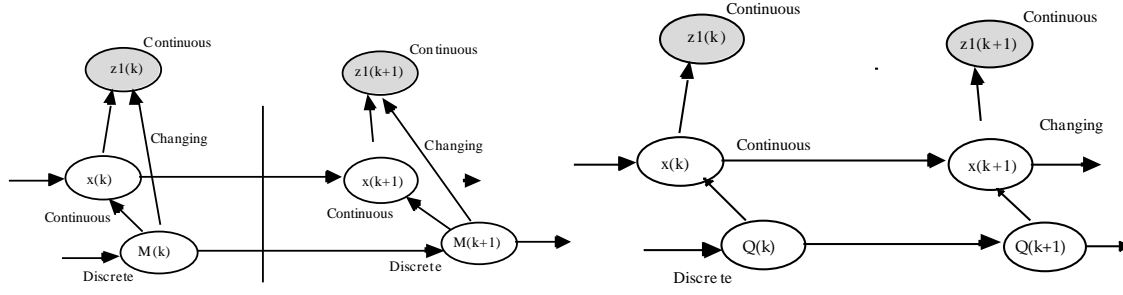 Continuous
z1(k)
Continuous
z1(k+1)
Changing
Changing
x(k)
x(k+1)
Continuous
Continuous
M(k)
M(k+1)
Discrete
Discrete
Continuous
z1(k)
Continuous
z1(k+1)
Changing
Continuous
x(k)
x(k+1)
Q(k)
Q(k+1)
Discrete